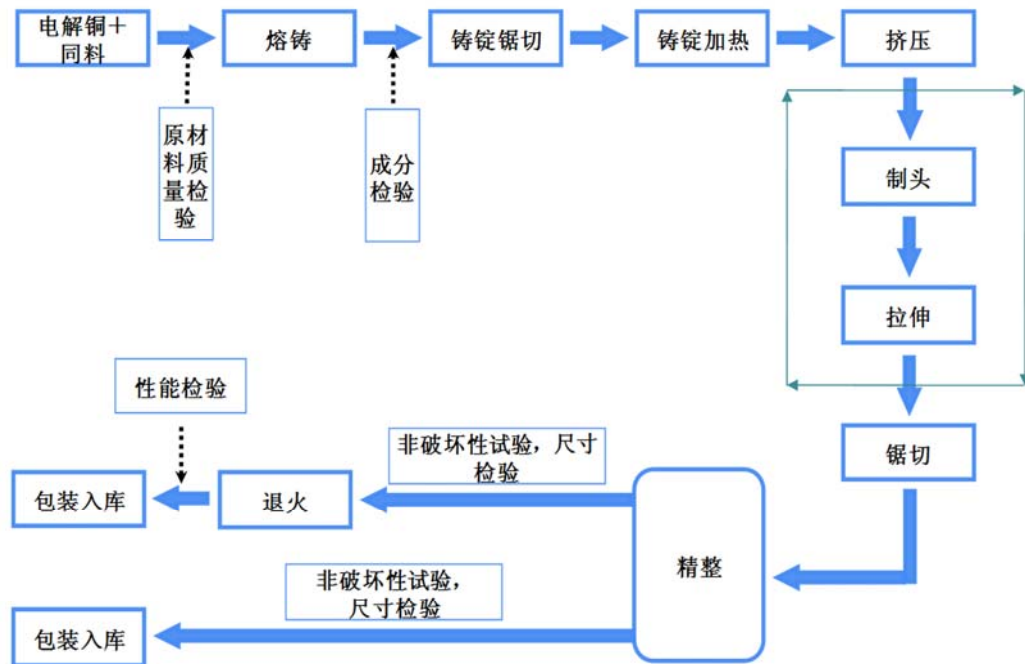 电解铜＋
同料
熔铸
铸锭锯切
铸锭加热
挤压
原材
料质
量检
验
成分
检验
制头
拉伸
锯切
性能检验
非破坏性试验，尺寸
检验
包装入库
退火
精整
非破坏性试验，
尺寸检验
包装入库